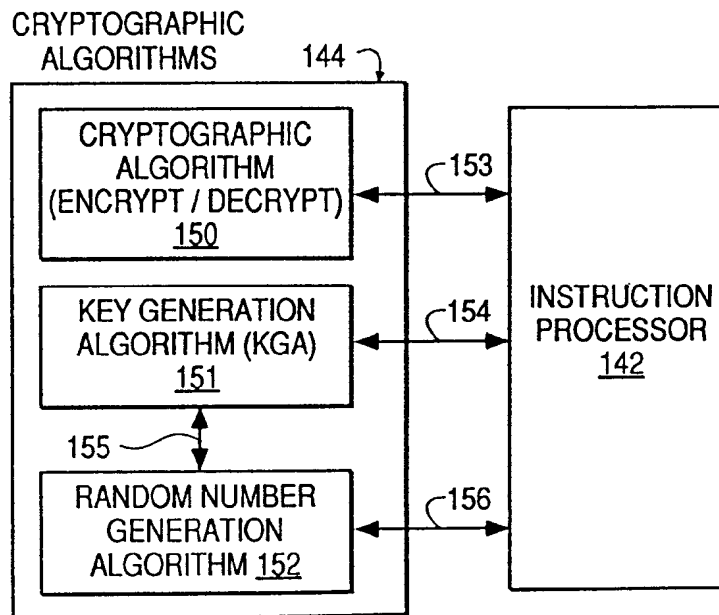 CRYPTOGRAPHIC
ALGORITHMS
144
CRYPTOGRAPHIC
ALGORITHM
(ENCRYPT / DECRYPT)
150
153
KEY GENERATION
ALGORITHM (KGA)
151
154
155
RANDOM NUMBER
GENERATION
ALGORITHM 152
156
INSTRUCTION
PROCESSOR
142